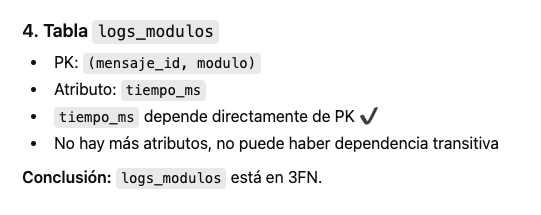 4. Tabla logs_modulos
• PK: (mensaje_id, modulo)
• Atributo: tiempo_ms
• tiempo_ms depende directamente de PK ✔
• No hay más atributos, no puede haber dependencia transitiva
Conclusión: logs_modulos está en 3FN.